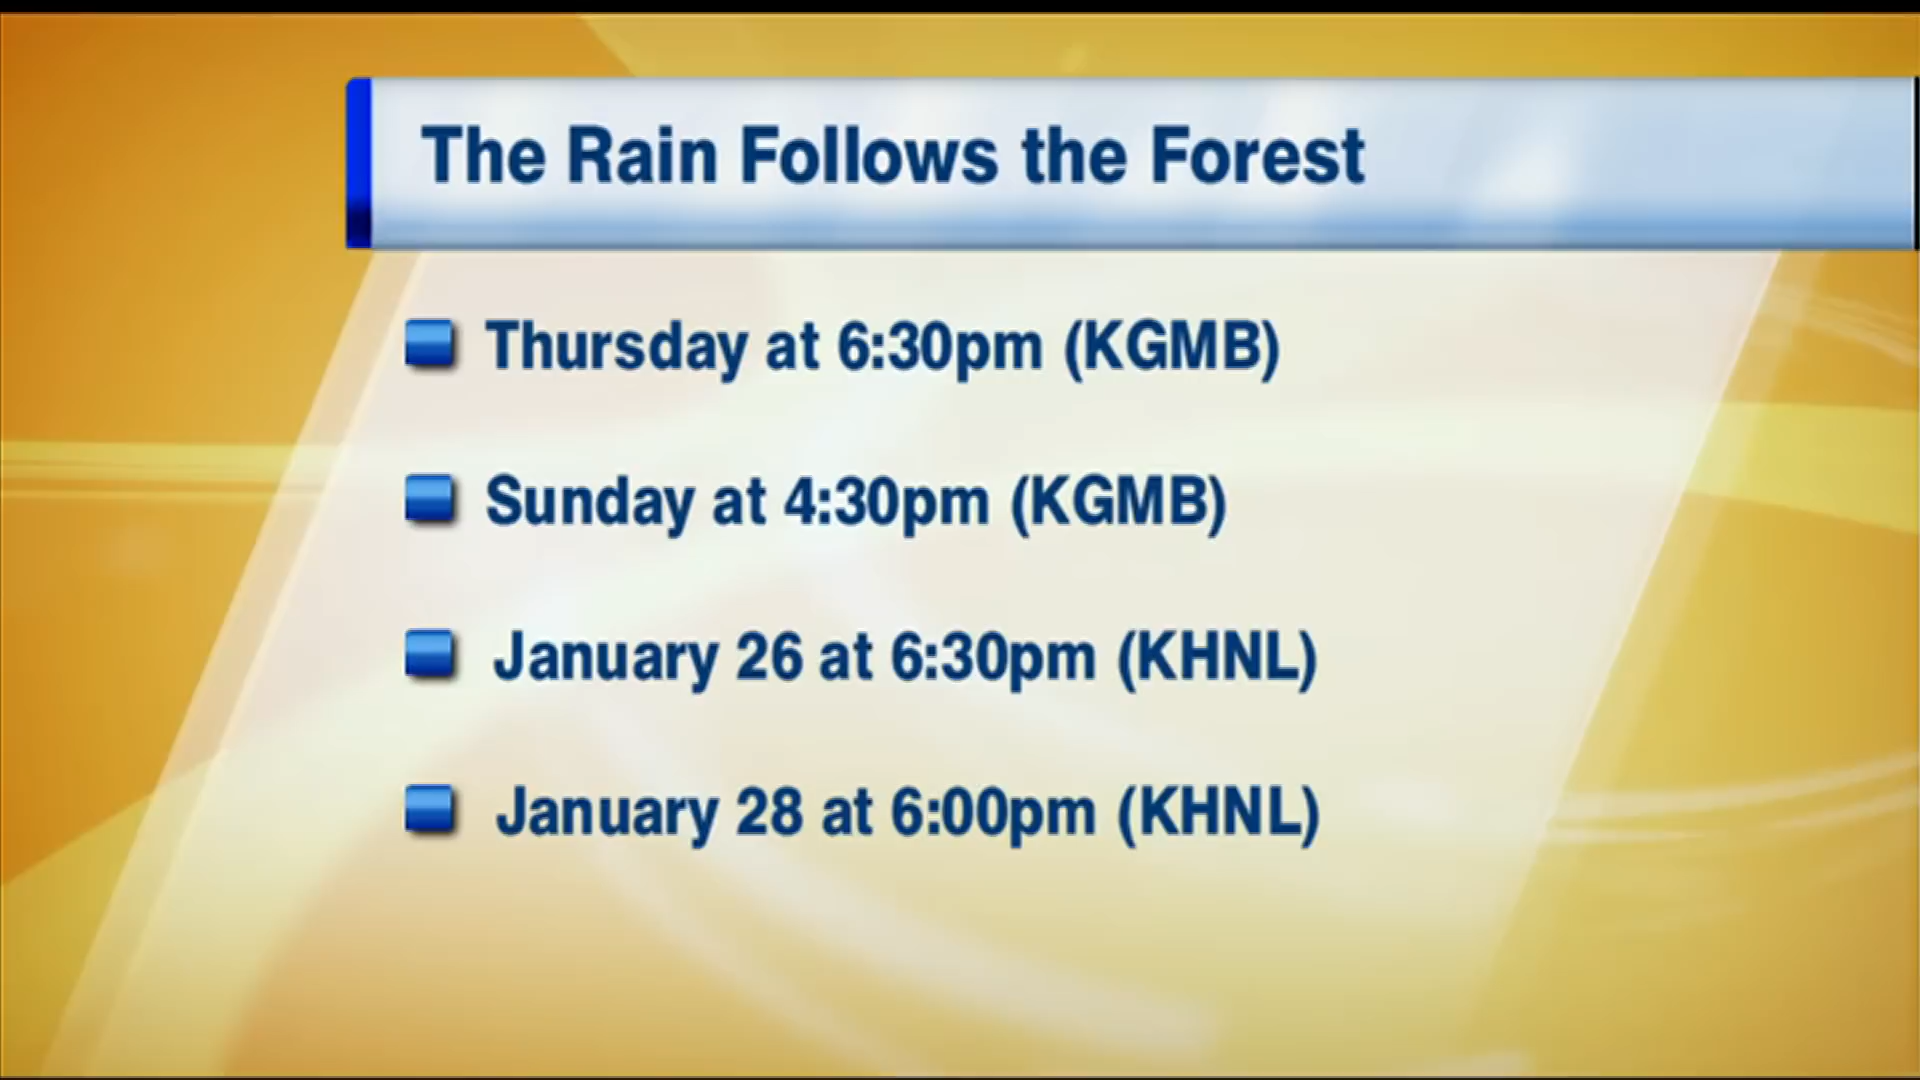 The Rain Follows the Forest
Thursday at 6:30pm (KGMB)
Sunday at 4:30pm (KGMB)
January 26 at 6:30pm (KHNL)
January 28 at 6:00pm (KHNL)